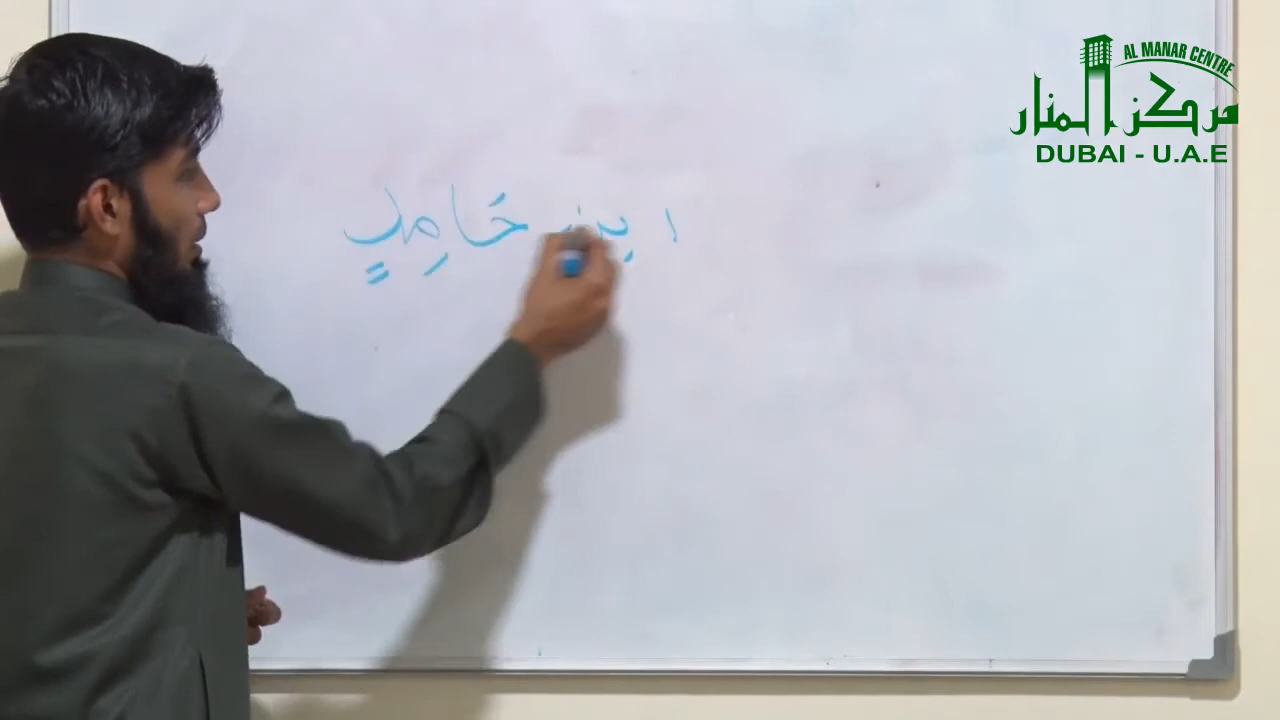 AL MANAR CENTRE
مركز المنار
DUBAI - U.A.E
حَامِدٍ